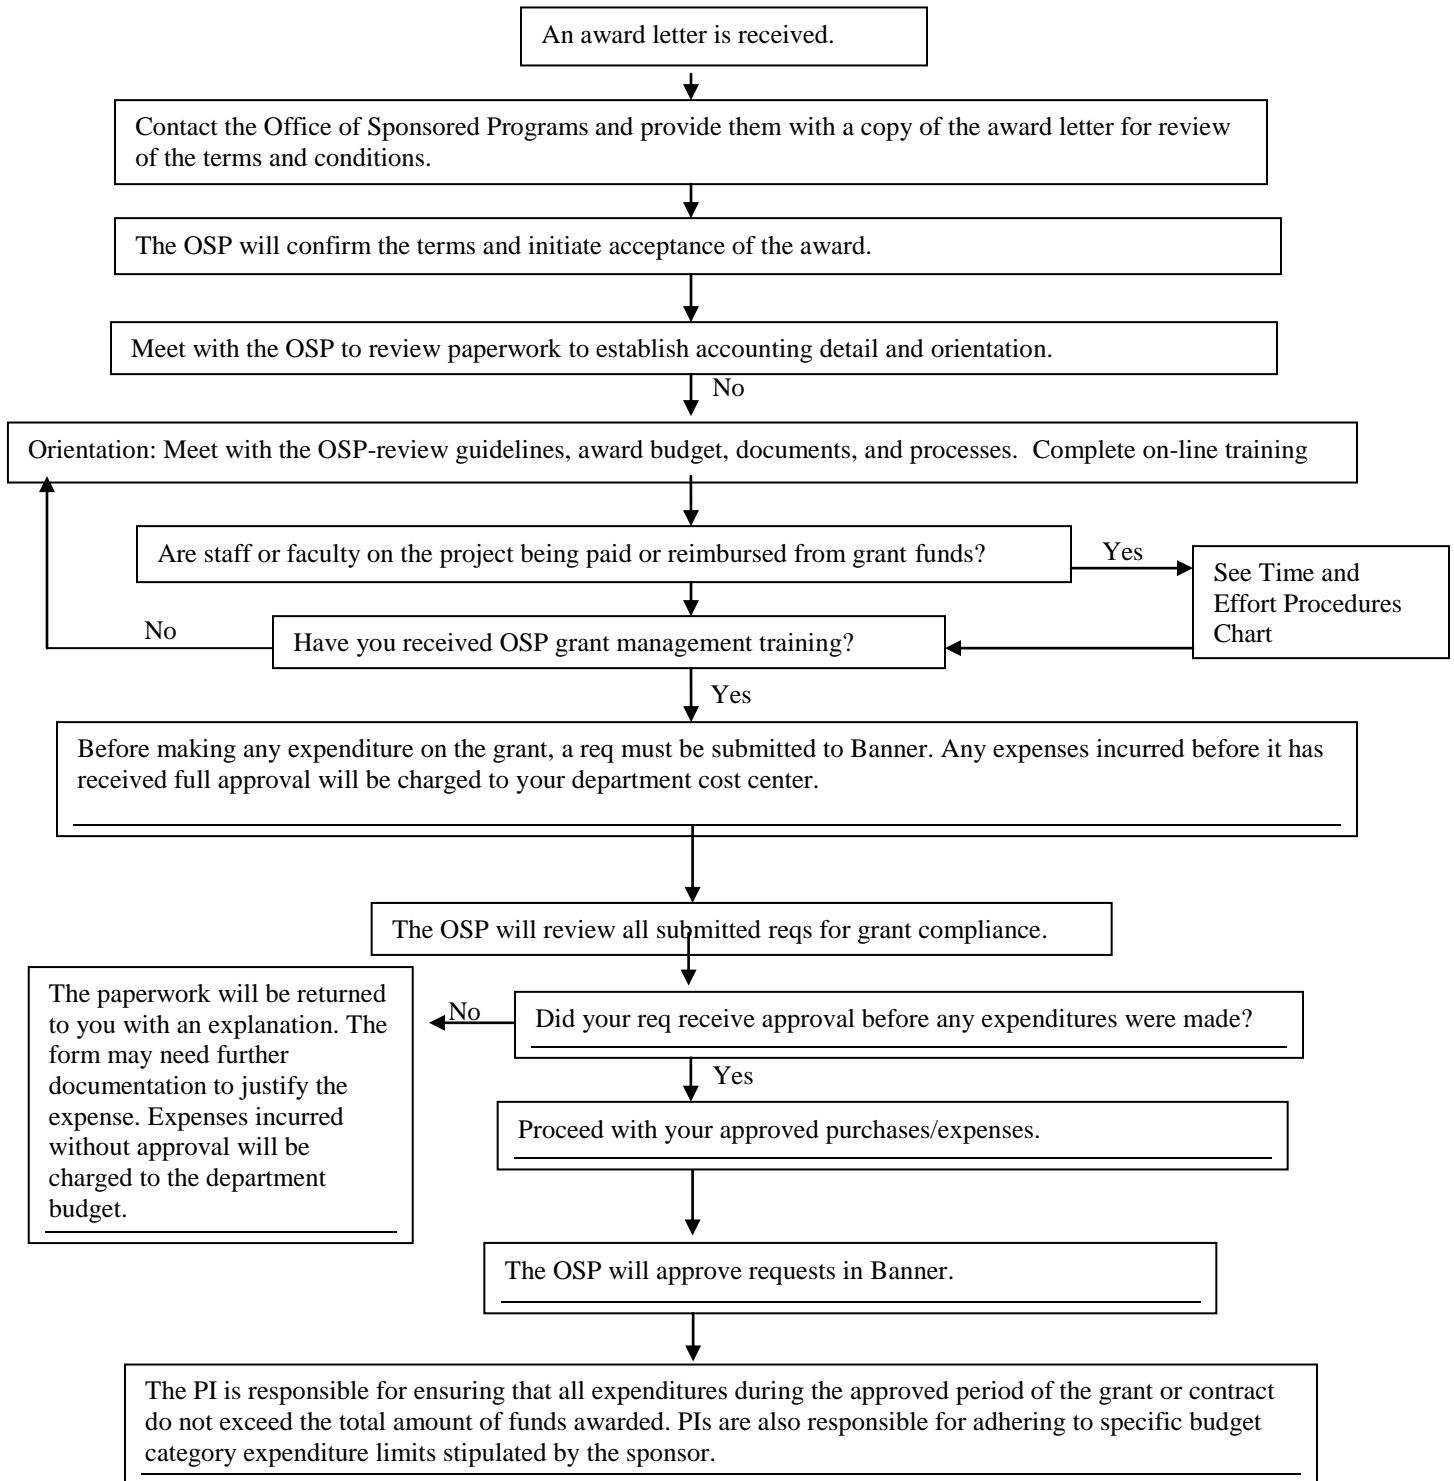 An award letter is received.
Contact the Office of Sponsored Programs and provide them with a copy of the award letter for review
of the terms and conditions.
The OSP will confirm the terms and initiate acceptance of the award.
Meet with the OSP to review paperwork to establish accounting detail and orientation.
No
Orientation: Meet with the OSP-review guidelines, award budget, documents, and processes.  Complete on-line training
Are staff or faculty on the project being paid or reimbursed from grant funds?
Yes
See Time and
Effort Procedures
Chart
No
Have you received OSP grant management training?
Yes
Before making any expenditure on the grant, a req must be submitted to Banner. Any expenses incurred before it has
received full approval will be charged to your department cost center.
The OSP will review all submitted reqs for grant compliance.
Did your req receive approval before any expenditures were made?
No
The paperwork will be returned
to you with an explanation. The
form may need further
documentation to justify the
expense. Expenses incurred
without approval will be
charged to the department
budget.
Yes
Proceed with your approved purchases/expenses.
The OSP will approve requests in Banner.
The PI is responsible for ensuring that all expenditures during the approved period of the grant or contract
do not exceed the total amount of funds awarded. PIs are also responsible for adhering to specific budget
category expenditure limits stipulated by the sponsor.